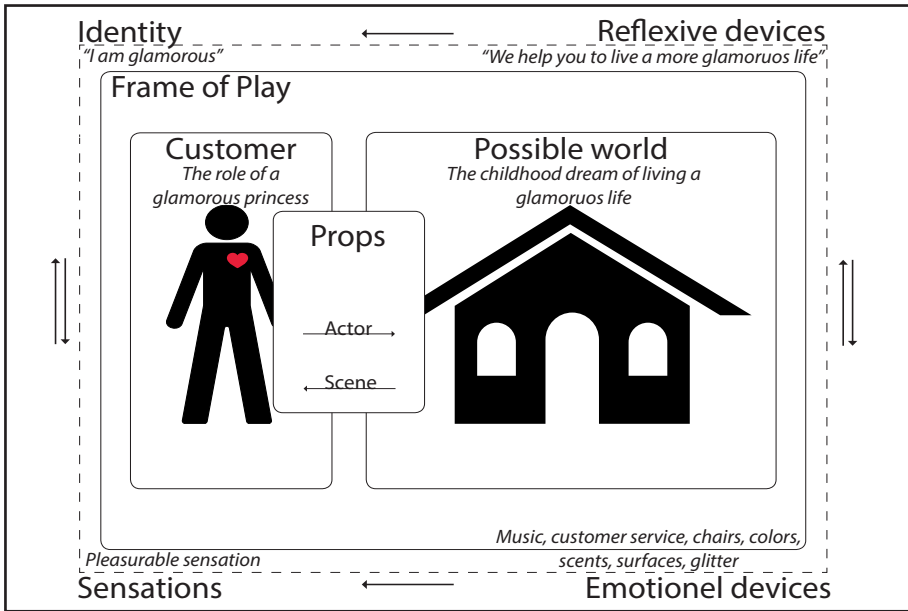 Identity
Reflexive devices
"I am glamorous"
"We help you to live a more glamoruos life"
Frame of Play
Customer
The role of a
glamorous princess
Possible world
The childhood dream of living a
glamoruos life
Props
Actor
Scene
Pleasurable sensation
Music, customer service, chairs, colors,
scents, surfaces, glitter
Sensations
Emotionel devices